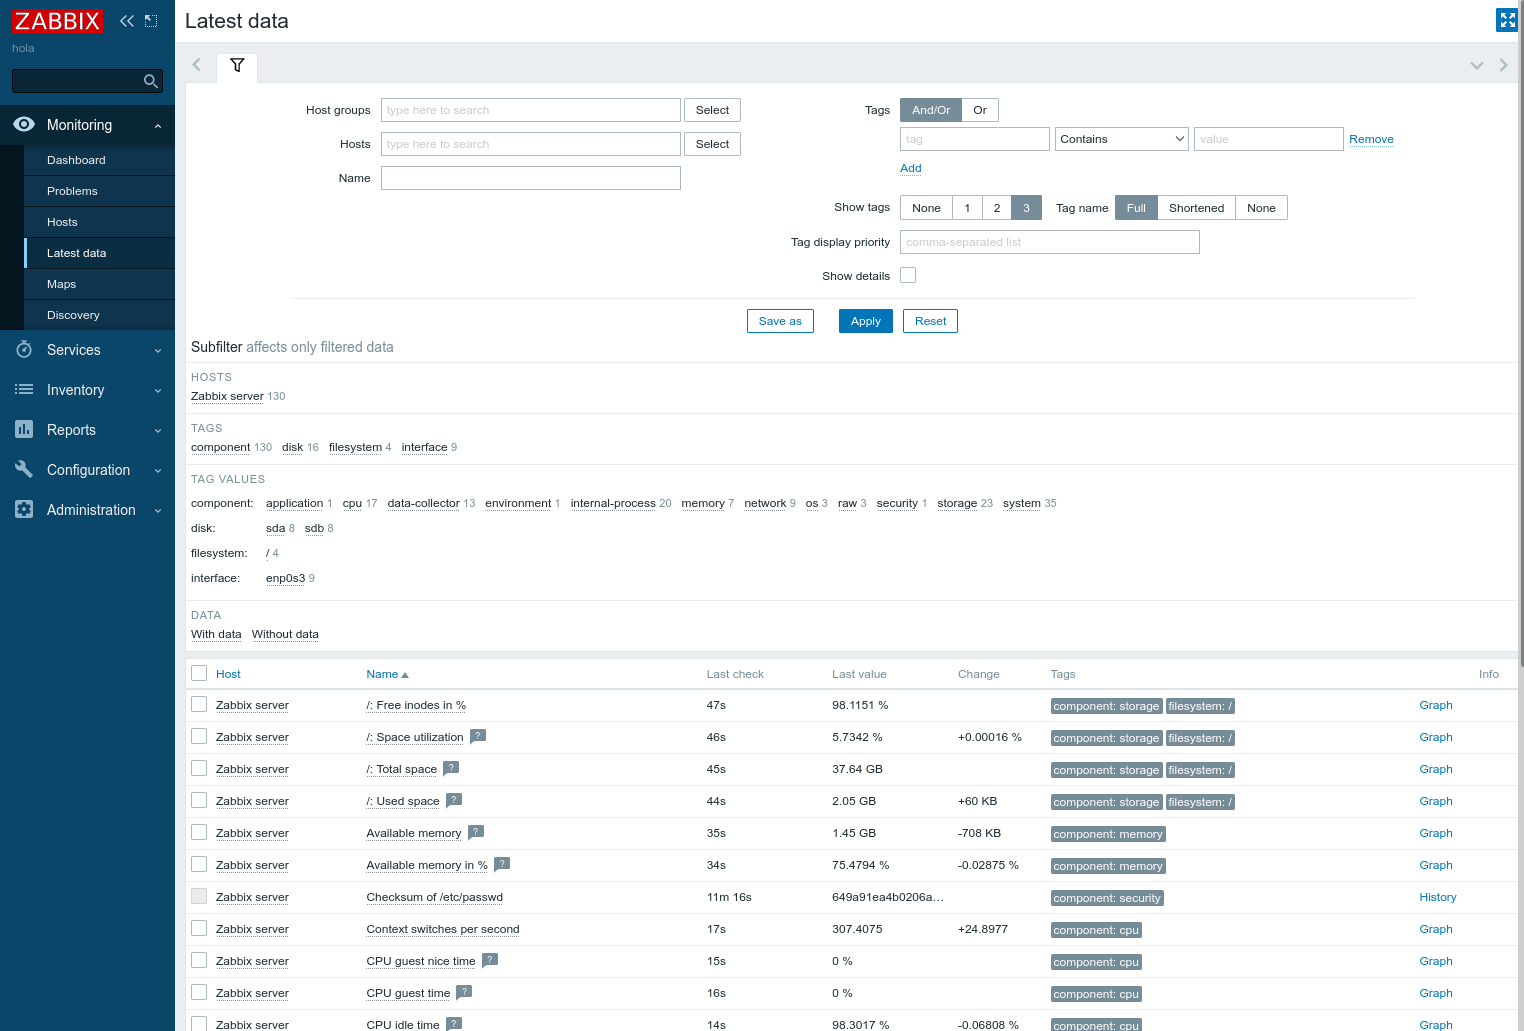 ZABBIX
hola
Monitoring
Dashboard
Problems
Hosts
Latest data
Maps
Discovery
Services
Inventory
Reports
Configuration
Administration
Latest data
Host groups type here to search Select
Hosts type here to search Select
Name
Tags And/Or Or
tag Contains value Remove
Add
Show tags None 1 2 3 Tag name Full Shortened None
Tag display priority comma-separated list
Show details
Save as Apply Reset
Subfilter affects only filtered data
HOSTS
Zabbix server 130
TAGS
component 130 disk 16 filesystem 4 interface 9
TAG VALUES
component: application 1 cpu 17 data-collector 13 environment 1 internal-process 20 memory 7 network 9 os 3 raw 3 security 1 storage 23 system 35
disk: sda 8 sdb 8
filesystem: / 4
interface: enp0s3 9
DATA
With data Without data
Host Name Last check Last value Change Tags Info
Zabbix server /: Free inodes in % 47s 98.1151 % component: storage filesystem: / Graph
Zabbix server /: Space utilization ? 46s 5.7342 % +0.00016 % component: storage filesystem: / Graph
Zabbix server /: Total space ? 45s 37.64 GB component: storage filesystem: / Graph
Zabbix server /: Used space ? 44s 2.05 GB +60 KB component: storage filesystem: / Graph
Zabbix server Available memory ? 35s 1.45 GB -708 KB component: memory Graph
Zabbix server Available memory in % ? 34s 75.4794 % -0.02875 % component: memory Graph
Zabbix server Checksum of /etc/passwd 11m 16s 649a91ea4b0206a... component: security History
Zabbix server Context switches per second 17s 307.4075 +24.8977 component: cpu Graph
Zabbix server CPU guest nice time ? 15s 0 % component: cpu Graph
Zabbix server CPU guest time ? 16s 0 % component: cpu Graph
Zabbix server CPU idle time ? 14s 98.3017 % -0.06808 % component: cpu Graph